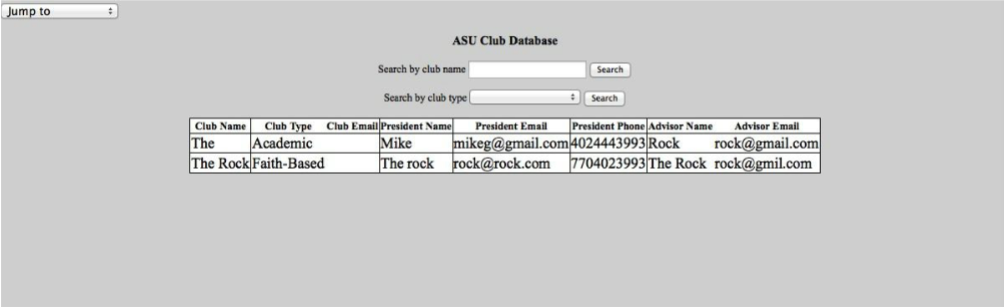 Jump to
ASU Club Database
Search by club name Search
Search by club type Search
Club Name Club Type Club Email President Name President Email President Phone Advisor Name Advisor Email
The Academic Mike mikeg@gmail.com 4024443993 Rock rock@gmail.com
The Rock Faith-Based The rock rock@rock.com 7704023993 The Rock rock@gmil.com